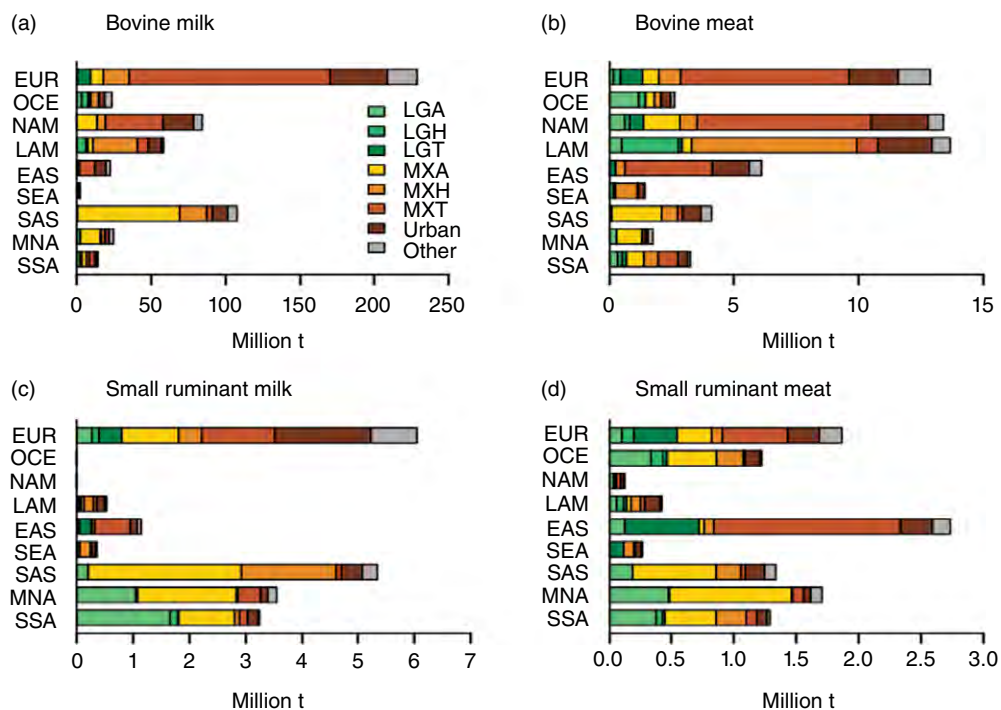 (a) Bovine milk
EUR
OCE
NAM
LAM
EAS
SEA
SAS
MNA
SSA
LGA
LGH
LGT
MXA
MXH
MXT
Urban
Other
0 50 100 150 200 250
Million t
(b) Bovine meat
EUR
OCE
NAM
LAM
EAS
SEA
SAS
MNA
SSA
0 5 10 15
Million t
(c) Small ruminant milk
EUR
OCE
NAM
LAM
EAS
SEA
SAS
MNA
SSA
0 1 2 3 4 5 6 7
Million t
(d) Small ruminant meat
EUR
OCE
NAM
LAM
EAS
SEA
SAS
MNA
SSA
0.0 0.5 1.0 1.5 2.0 2.5 3.0
Million t